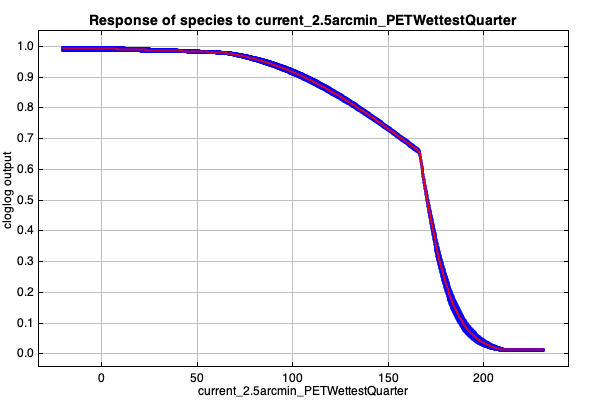 Response of species to current_2.5arcmin_PETWettestQuarter
1.0
0.9
0.8
0.7
0.6
0.5
0.4
0.3
0.2
0.1
0.0
cloglog output
0 50 100 150 200
current_2.5arcmin_PETWettestQuarter